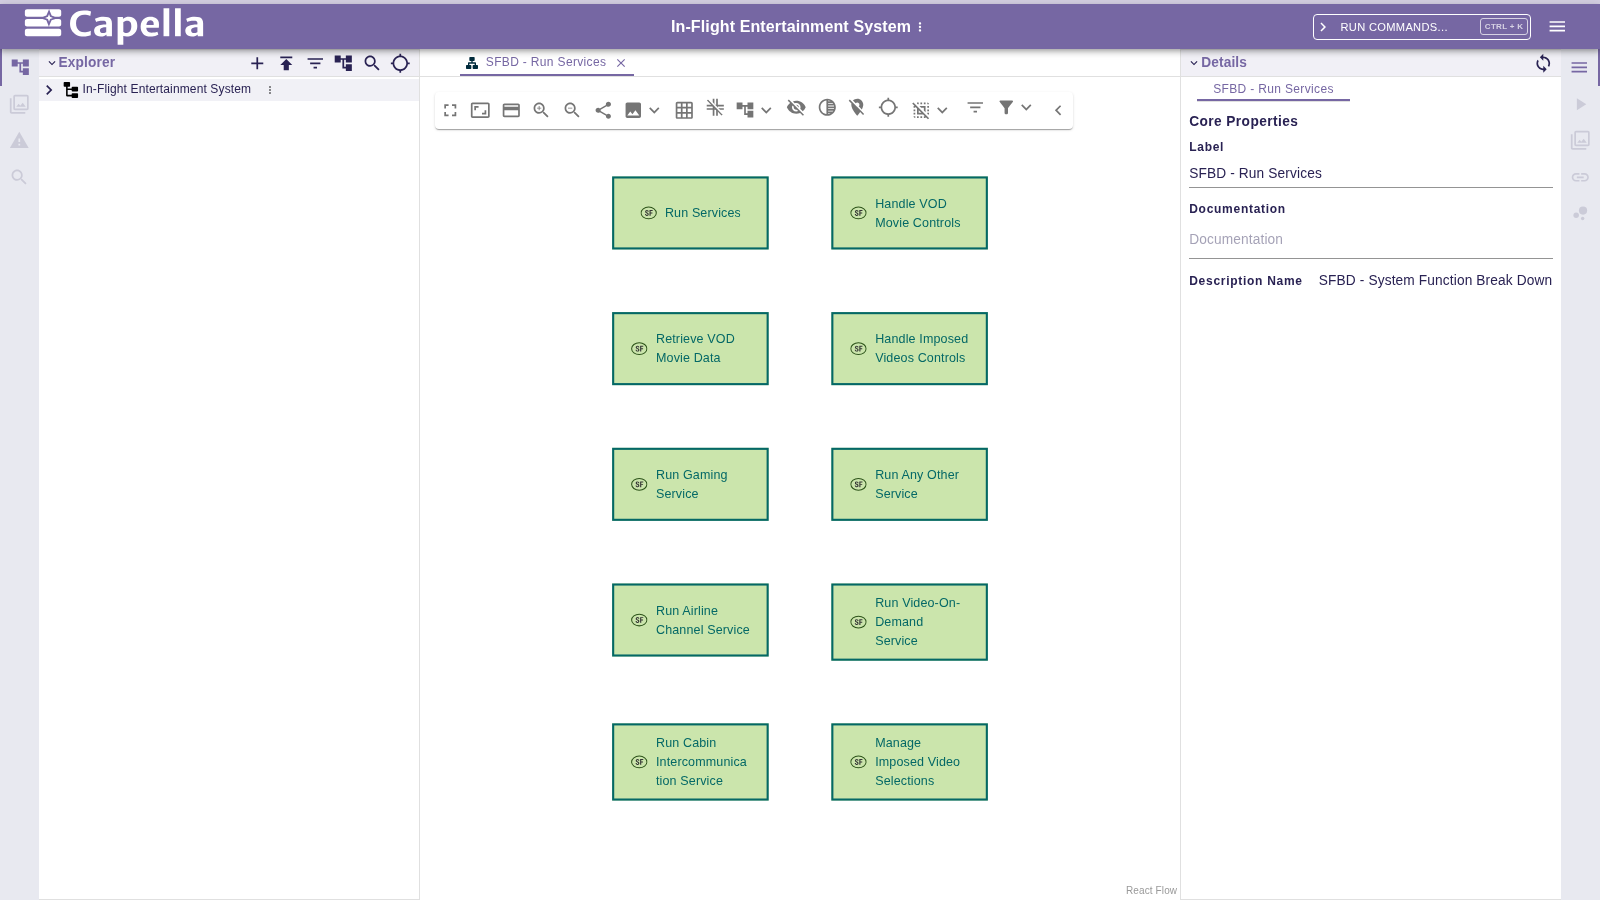 Capella
In-Flight Entertainment System
RUN COMMANDS...
CTRL + K
Explorer
In-Flight Entertainment System
SFBD - Run Services
SF
Run Services
SF
Handle VOD
Movie Controls
SF
Retrieve VOD
Movie Data
SF
Handle Imposed
Videos Controls
SF
Run Gaming
Service
SF
Run Any Other
Service
SF
Run Airline
Channel Service
SF
Run Video-On-
Demand
Service
SF
Run Cabin
Intercommunica
tion Service
SF
Manage
Imposed Video
Selections
React Flow
Details
SFBD - Run Services
Core Properties
Label
SFBD - Run Services
Documentation
Documentation
Description Name
SFBD - System Function Break Down